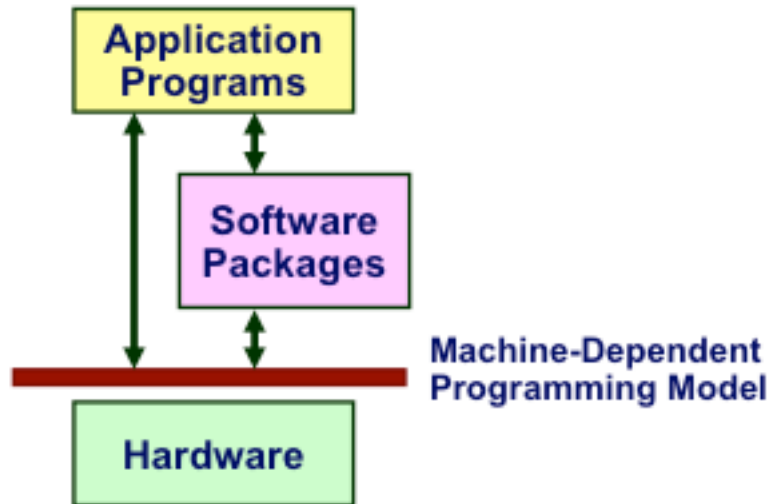 Application
Programs
Software
Packages
Machine-Dependent
Programming Model
Hardware